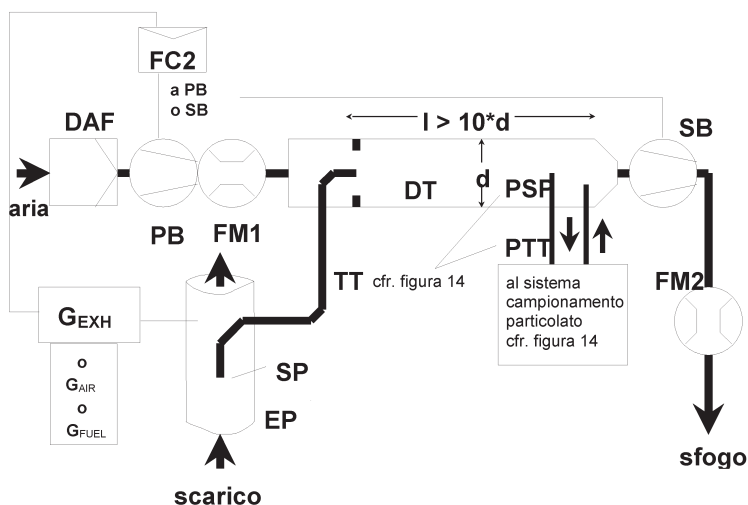 FC2
a PB
o SB
l > 10*d
SB
DAF
d
DT
PSP
aria
PB
FM1
PTT
TT
cfr. figura 14
al sistema
campionamento
particolato
cfr. figura 14
FM2
GEXH
o
GAIR
o
GFUEL
SP
EP
sfogo
scarico